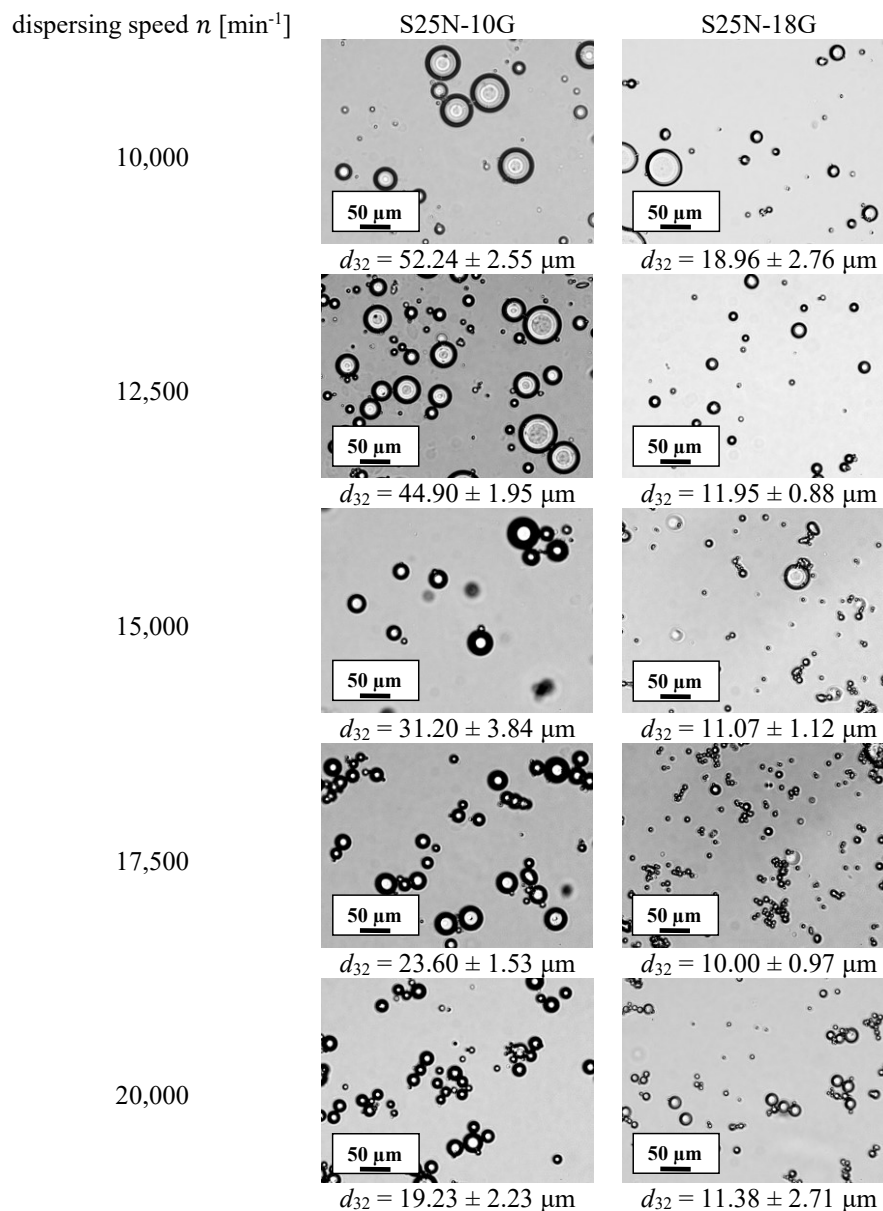 dispersing speed n [min-1] S25N-10G S25N-18G
10,000
50 µm 50 µm
d32 = 52.24 ± 2.55 µm d32 = 18.96 ± 2.76 µm
12,500
50 µm 50 µm
d32 = 44.90 ± 1.95 µm d32 = 11.95 ± 0.88 µm
15,000
50 µm 50 µm
d32 = 31.20 ± 3.84 µm d32 = 11.07 ± 1.12 µm
17,500
50 µm 50 µm
d32 = 23.60 ± 1.53 µm d32 = 10.00 ± 0.97 µm
20,000
50 µm 50 µm
d32 = 19.23 ± 2.23 µm d32 = 11.38 ± 2.71 µm